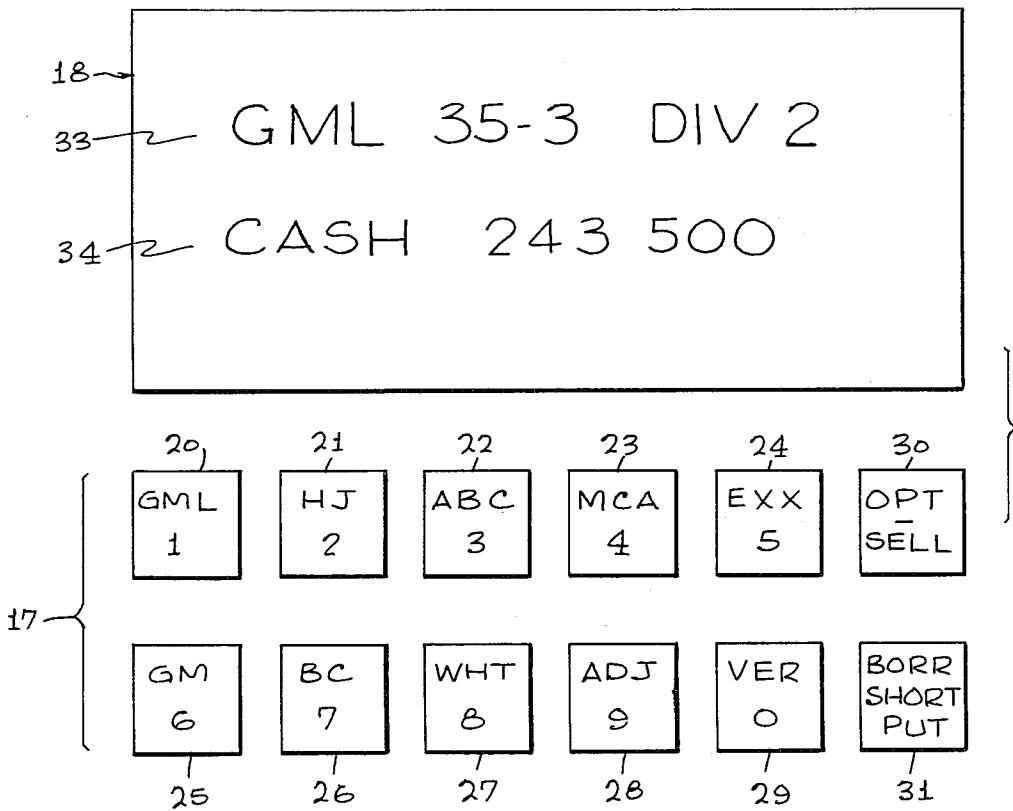 18
33 GML 35-3 DIV 2
34 CASH 243 500
20 21 22 23 24 30
GML HJ ABC MCA EXX OPT
1 2 3 4 5 - SELL
17
GM BC WHT ADJ VER BORR
6 7 8 9 0 SHORT
PUT
25 26 27 28 29 31